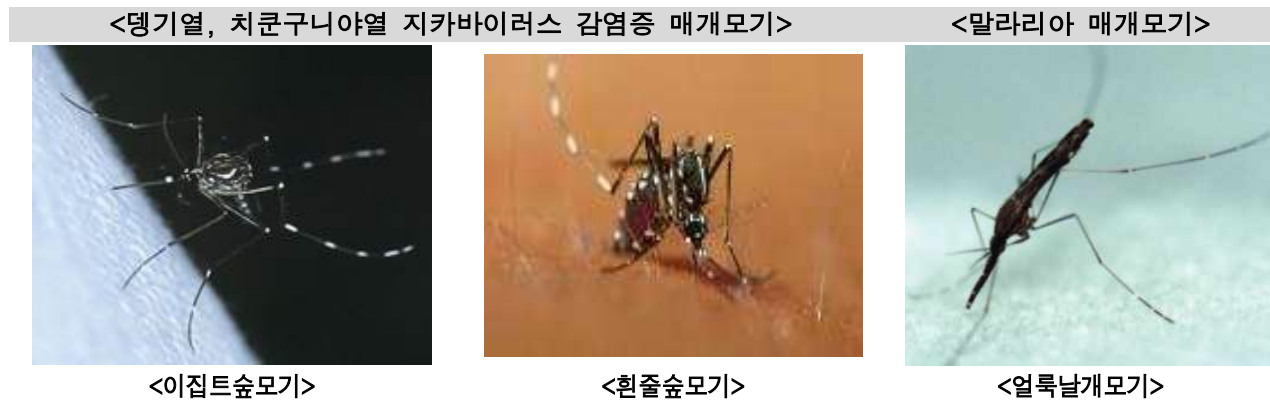 <뎅기열, 치쿤구니야열 지카바이러스 감염증 매개모기> <말라리아 매개모기>
<이집트숲모기> <흰줄숲모기> <얼룩날개모기>